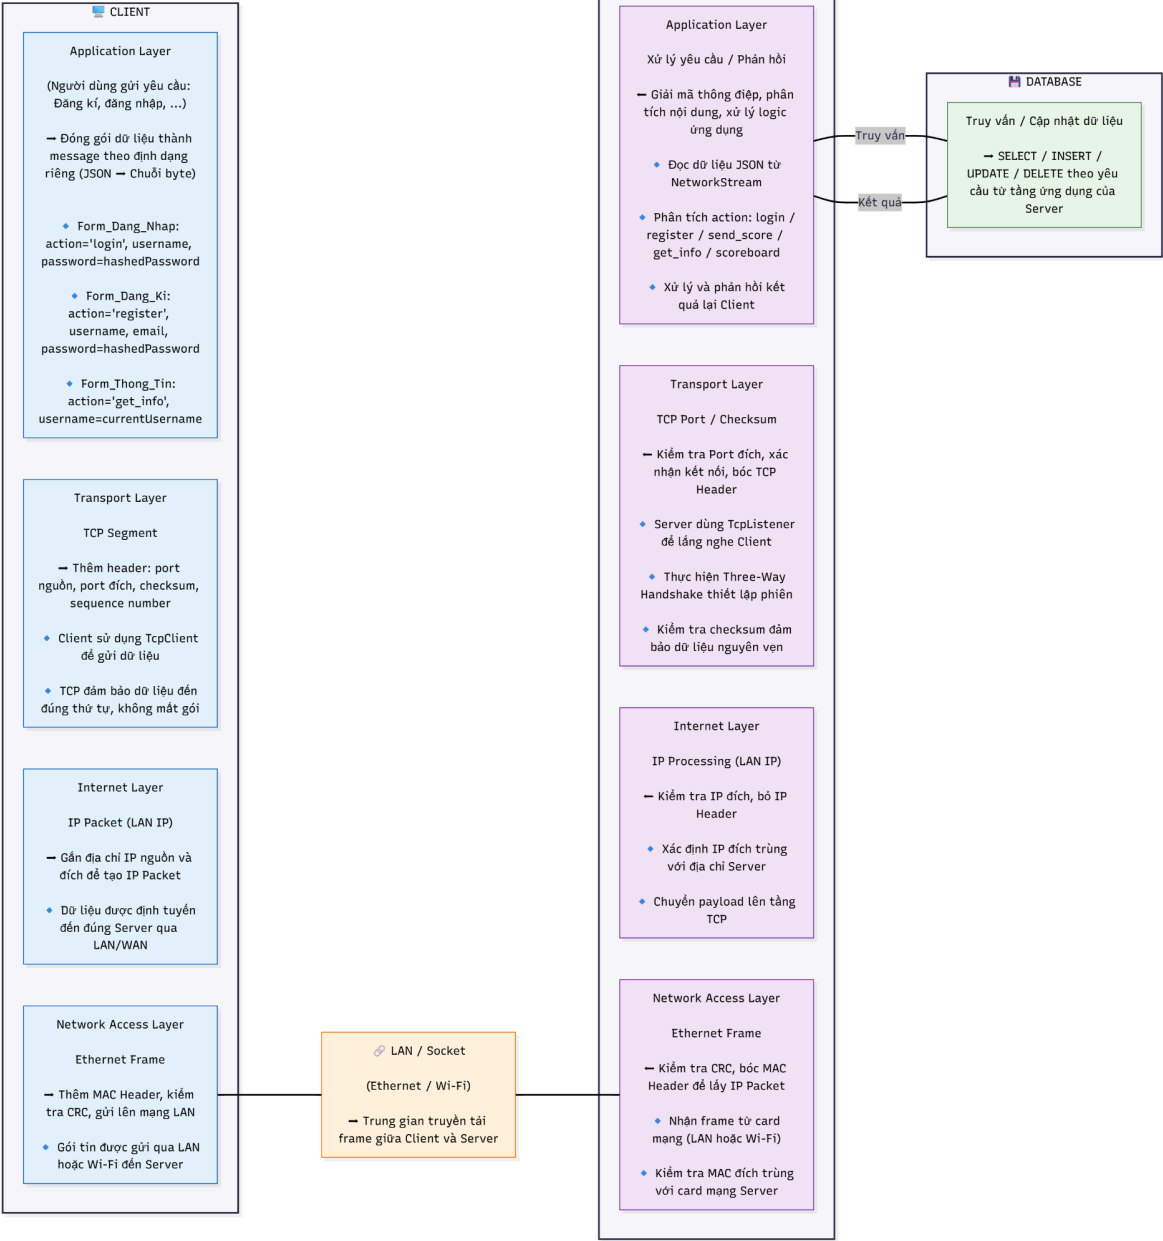 CLIENT
Application Layer
(Người dùng gửi yêu cầu:
Đăng kí, đăng nhập, ...)
→ Đóng gói dữ liệu thành
message theo định dạng
riêng (JSON → Chuỗi byte)
Form_Dang_Nhap:
action='login', username,
password=hashedPassword
Form_Dang_Ki:
action='register',
username, email,
password=hashedPassword
Form_Thong_Tin:
action='get_info',
username=currentUsername
Transport Layer
TCP Segment
→ Thêm header: port
nguồn, port đích, checksum,
sequence number
Client sử dụng TcpClient
để gửi dữ liệu
TCP đảm bảo dữ liệu đến
đúng thứ tự, không mất gói
Internet Layer
IP Packet (LAN IP)
→ Gắn địa chỉ IP nguồn và
đích để tạo IP Packet
Dữ liệu được định tuyến
đến đúng Server qua
LAN/WAN
Network Access Layer
Ethernet Frame
→ Thêm MAC Header, kiểm
tra CRC, gửi lên mạng LAN
Gói tin được gửi qua LAN
hoặc Wi-Fi đến Server
LAN / Socket
(Ethernet / Wi-Fi)
→ Trung gian truyền tải
frame giữa Client và Server
Application Layer
Xử lý yêu cầu / Phản hồi
← Giải mã thông điệp, phân
tích nội dung, xử lý logic
ứng dụng
Đọc dữ liệu JSON từ
NetworkStream
Phân tích action: login /
register / send_score /
get_info / scoreboard
Xử lý và phản hồi kết
quả lại Client
Transport Layer
TCP Port / Checksum
← Kiểm tra Port đích, xác
nhận kết nối, bóc TCP
Header
Server dùng TcpListener
để lắng nghe Client
Thực hiện Three-Way
Handshake thiết lập phiên
Kiểm tra checksum đảm
bảo dữ liệu nguyên vẹn
Internet Layer
IP Processing (LAN IP)
← Kiểm tra IP đích, bỏ IP
Header
Xác định IP đích trùng
với địa chỉ Server
Chuyển payload lên tầng
TCP
Network Access Layer
Ethernet Frame
← Kiểm tra CRC, bóc MAC
Header để lấy IP Packet
Nhận frame từ card
mạng (LAN hoặc Wi-Fi)
Kiểm tra MAC đích trùng
với card mạng Server
Truy vấn
Kết quả
DATABASE
Truy vấn / Cập nhật dữ liệu
→ SELECT / INSERT /
UPDATE / DELETE theo yêu
cầu từ tầng ứng dụng của
Server